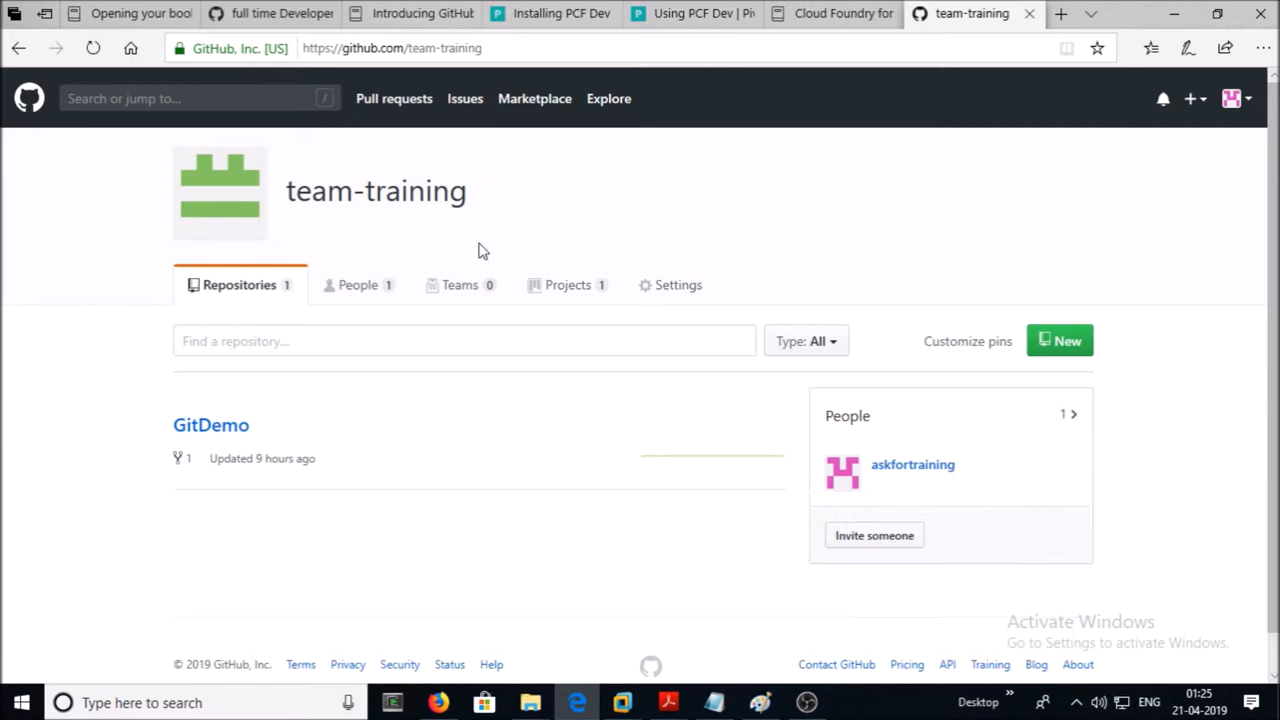 Opening your bool
full time Developer
Introducing GitHub
Installing PCF Dev
Using PCF Dev | Piv
Cloud Foundry for
team-training
GitHub, Inc. [US]
https://github.com/team-training
Search or jump to...
/
Pull requests
Issues
Marketplace
Explore
team-training
Repositories 1
People 1
Teams 0
Projects 1
Settings
Find a repository...
Type: All
Customize pins
New
GitDemo
1
Updated 9 hours ago
People
1
askfortraining
Invite someone
Activate Windows
Go to Settings to activate Windows.
© 2019 GitHub, Inc.
Terms
Privacy
Security
Status
Help
Contact GitHub
Pricing
API
Training
Blog
About
Type here to search
Desktop
ENG
01:25
21-04-2019